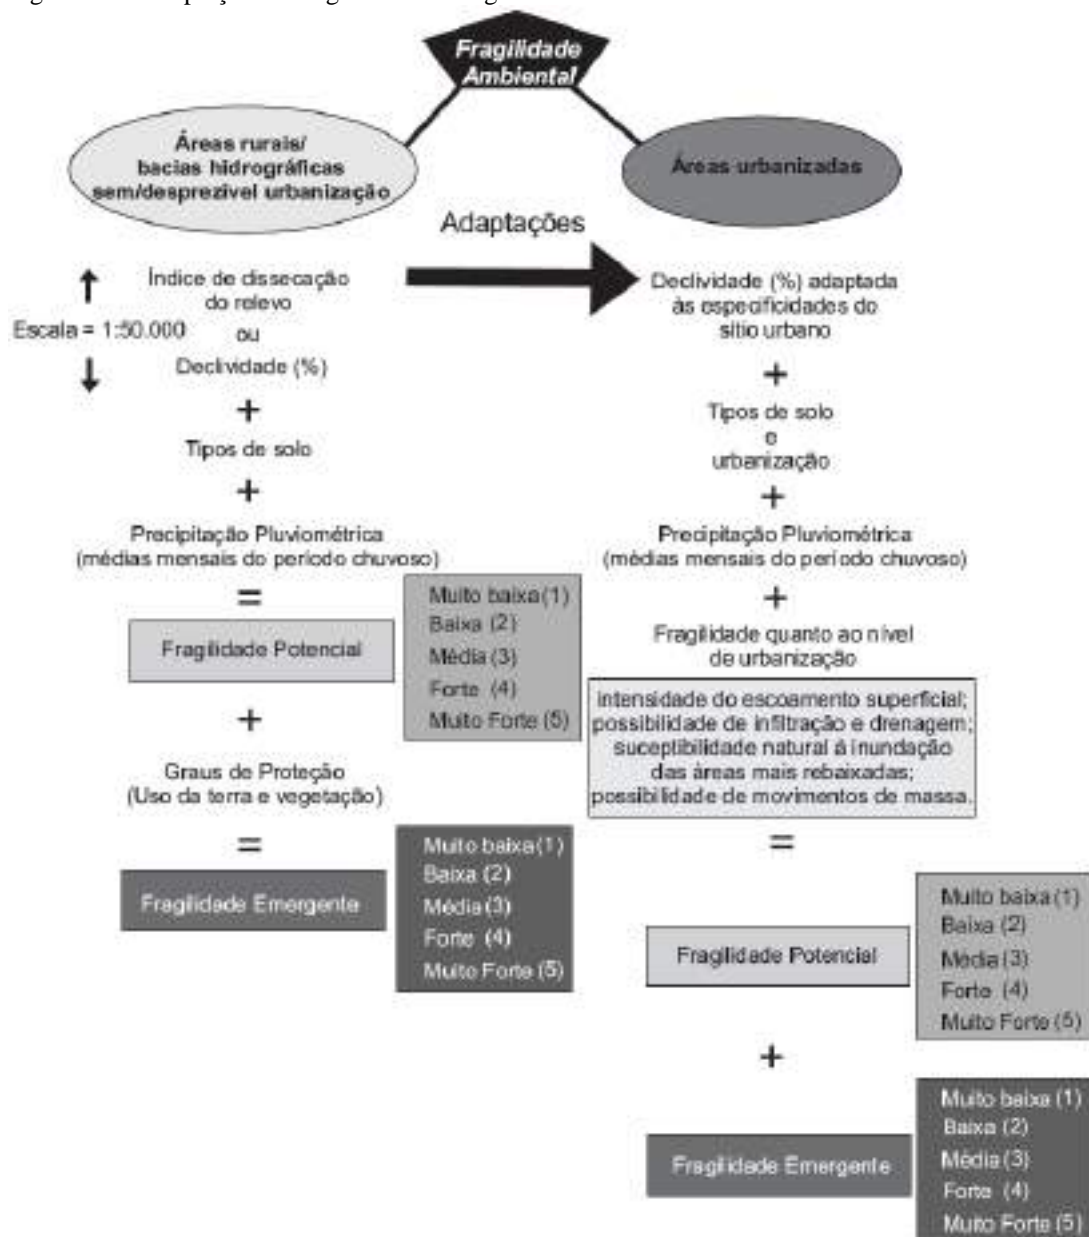 Fragilidade
Ambiental
Áreas rurais/
bacias hidrográficas
sem/desprezível urbanização
Áreas urbanizadas
Adaptações
Índice de dissecação
do relevo
ou
Declividade (%)
Escala = 1:50.000
+
Tipos de solo
+
Precipitação Pluviométrica
(médias mensais do período chuvoso)
=
Fragilidade Potencial
Muito baixa (1)
Baixa (2)
Média (3)
Forte (4)
Muito Forte (5)
+
Graus de Proteção
(Uso da terra e vegetação)
=
Fragilidade Emergente
Muito baixa (1)
Baixa (2)
Média (3)
Forte (4)
Muito Forte (5)
Declividade (%) adaptada
às especificidades do
sítio urbano
+
Tipos de solo
e
urbanização
+
Precipitação Pluviométrica
(médias mensais do período chuvoso)
+
Fragilidade quanto ao nível
de urbanização
intensidade do escoamento superficial;
possibilidade de infiltração e drenagem;
suceptibilidade natural à inundação
das áreas mais rebaixadas;
possibilidade de movimentos de massa.
=
Fragilidade Potencial
Muito baixa (1)
Baixa (2)
Média (3)
Forte (4)
Muito Forte (5)
+
Fragilidade Emergente
Muito baixa (1)
Baixa (2)
Média (3)
Forte (4)
Muito Forte (5)